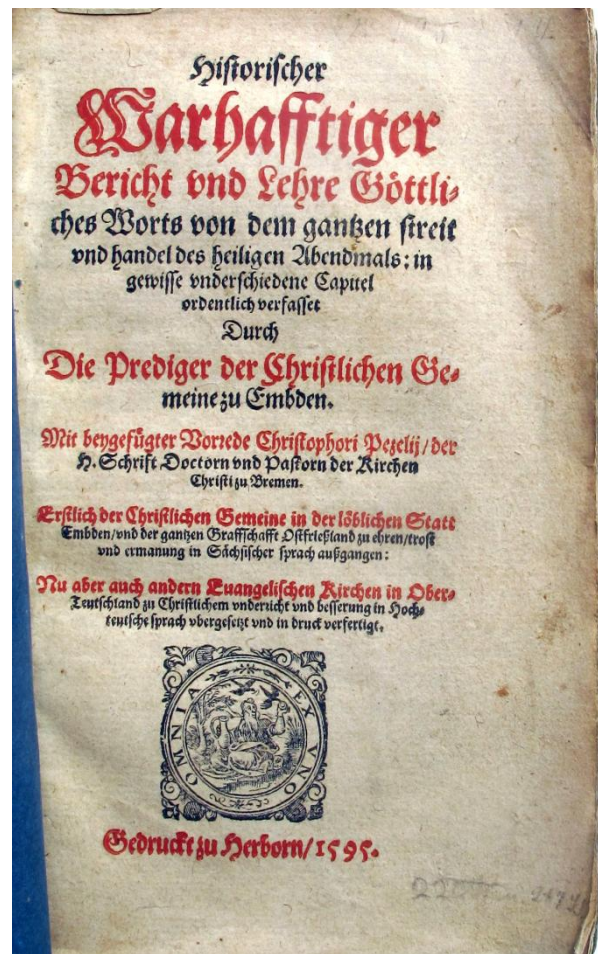 Historischer
Warhafftiger
Bericht vnd Lehre Göttli-
ches Worts von dem gantzen streit
vnd handel des heiligen Abendmals: in
gewisse vnderschiedene Capitel
ordentlich verfasset
Durch
Die Prediger der Christlichen Ge-
meine zu Embden.
Mit beygefügter Vorrede Christophori Pezelij / der
H. Schrift Doctorn vnd Pastorn der Kirchen
Christi zu Bremen.
Erstlich der Christlichen Gemeine in der löblichen Statt
Embden / vnd der gantzen Graffschafft Ostfrießland zu ehren / trost
vnd ermanung in Sächsischer sprach außgangen:
Nu aber auch andern Euangelischen Kirchen in Ober-
Teutschland zu Christlichem vnderricht vnd besserung in Hoch-
teutsche sprach vbergesetzt vnd in druck verfertigt.
OMNIA EX VNO
Gedruckt zu Herborn / 1595.